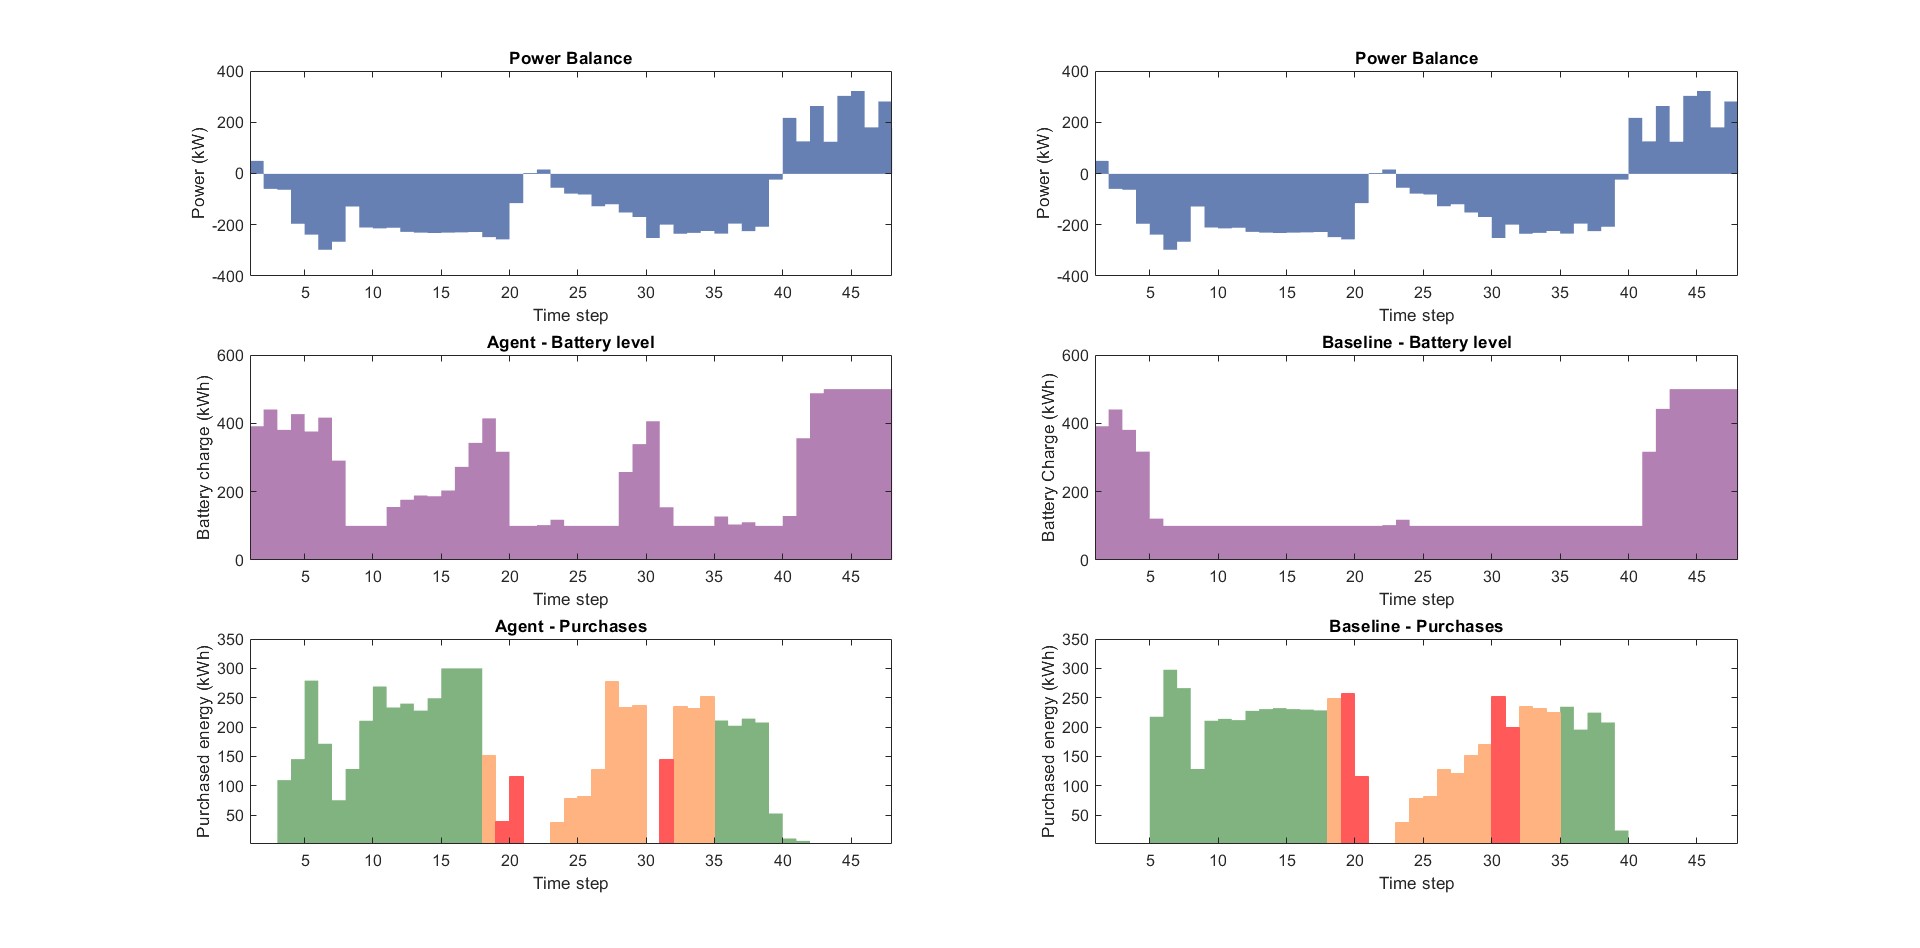 Power Balance
400
200
0
-200
-400
Power (kW)
5 10 15 20 25 30 35 40 45
Time step
Power Balance
400
200
0
-200
-400
Power (kW)
5 10 15 20 25 30 35 40 45
Time step
Agent - Battery level
600
400
200
0
Battery charge (kWh)
5 10 15 20 25 30 35 40 45
Time step
Baseline - Battery level
600
400
200
0
Battery Charge (kWh)
5 10 15 20 25 30 35 40 45
Time step
Agent - Purchases
350
300
250
200
150
100
50
Purchased energy (kWh)
5 10 15 20 25 30 35 40 45
Time step
Baseline - Purchases
350
300
250
200
150
100
50
Purchased energy (kWh)
5 10 15 20 25 30 35 40 45
Time step